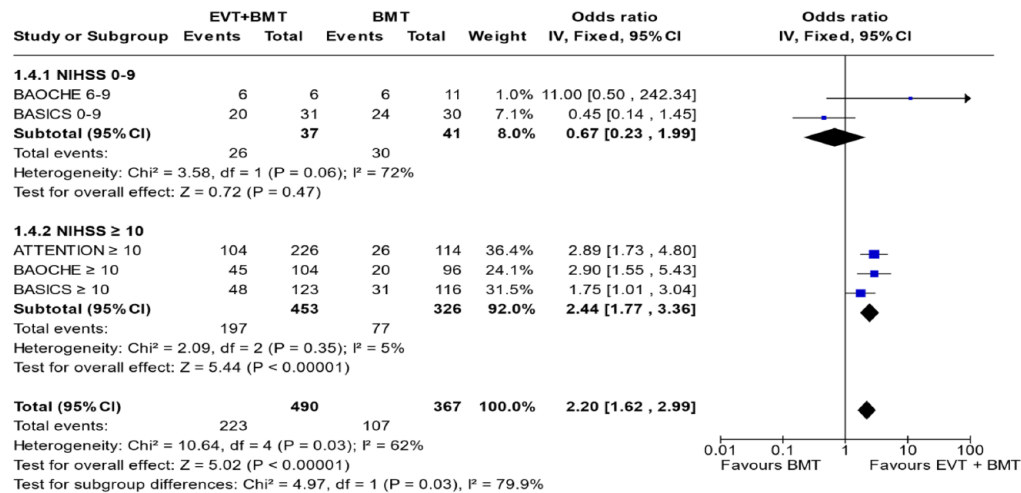 EVT+BMT BMT Odds ratio Odds ratio
Study or Subgroup Events Total Events Total Weight IV, Fixed, 95% CI IV, Fixed, 95% CI
1.4.1 NIHSS 0-9
BAOCHE 6-9 6 6 6 11 1.0% 11.00 [0.50 , 242.34]
BASICS 0-9 20 31 24 30 7.1% 0.45 [0.14 , 1.45]
Subtotal (95% CI) 37 41 8.0% 0.67 [0.23 , 1.99]
Total events: 26 30
Heterogeneity: Chi² = 3.58, df = 1 (P = 0.06); I² = 72%
Test for overall effect: Z = 0.72 (P = 0.47)
1.4.2 NIHSS ≥ 10
ATTENTION ≥ 10 104 226 26 114 36.4% 2.89 [1.73 , 4.80]
BAOCHE ≥ 10 45 104 20 96 24.1% 2.90 [1.55 , 5.43]
BASICS ≥ 10 48 123 31 116 31.5% 1.75 [1.01 , 3.04]
Subtotal (95% CI) 453 326 92.0% 2.44 [1.77 , 3.36]
Total events: 197 77
Heterogeneity: Chi² = 2.09, df = 2 (P = 0.35); I² = 5%
Test for overall effect: Z = 5.44 (P < 0.00001)
Total (95% CI) 490 367 100.0% 2.20 [1.62 , 2.99]
Total events: 223 107
Heterogeneity: Chi² = 10.64, df = 4 (P = 0.03); I² = 62%
Test for overall effect: Z = 5.02 (P < 0.00001)
Test for subgroup differences: Chi² = 4.97, df = 1 (P = 0.03), I² = 79.9%
0.01 0.1 1 10 100
Favours BMT Favours EVT + BMT